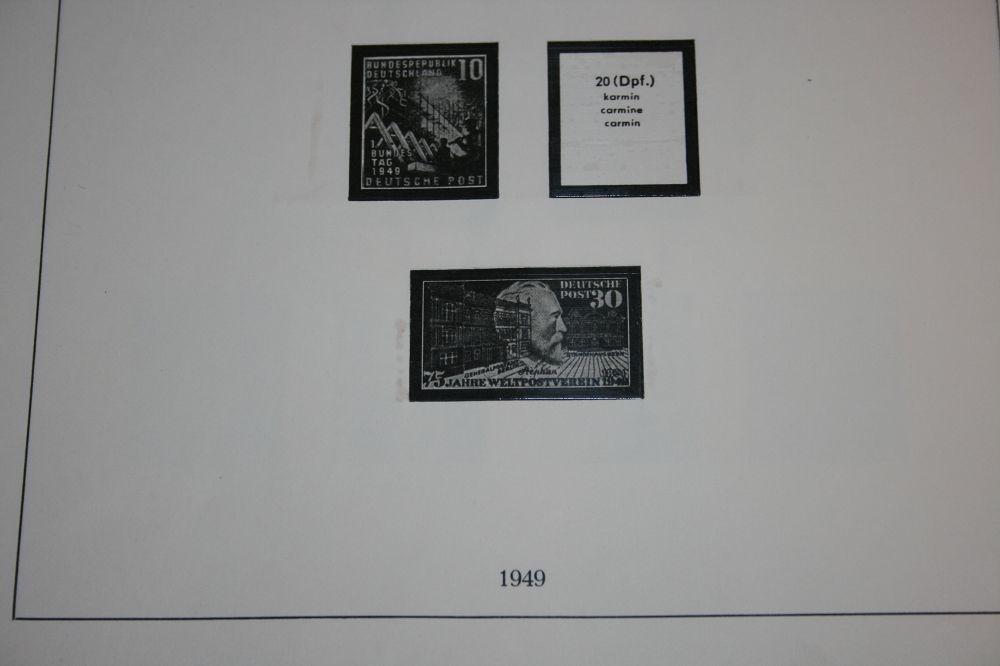 BUNDESREPUBLIK
DEUTSCHLAND
10
1
BUNDES
TAG
1949
DEUTSCHE POST
20 (Dpf.)
karmin
carmine
carmin
DEUTSCHE
POST 30
Stephan
75 JAHRE WELTPOSTVEREIN
1949